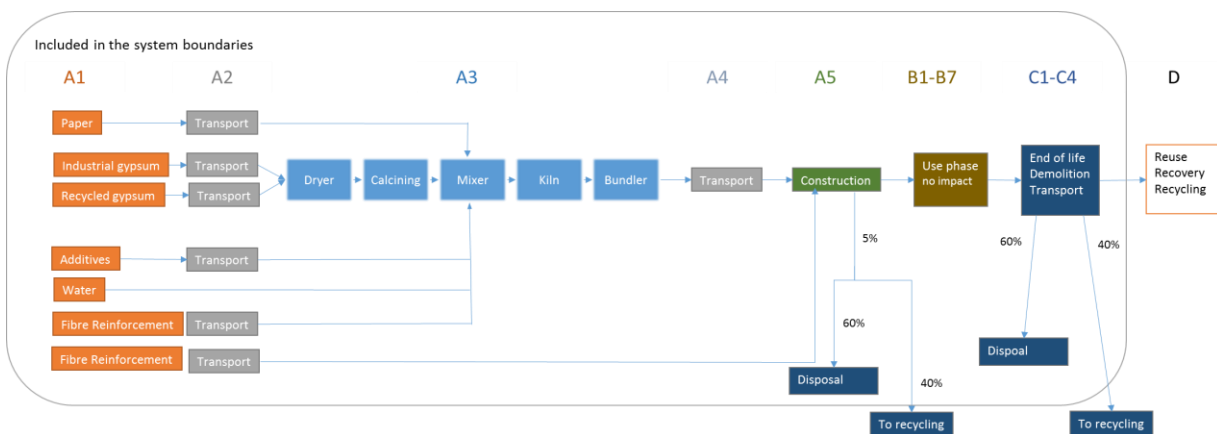 Included in the system boundaries
A1
A2
A3
A4
A5
B1-B7
C1-C4
D
Paper
Transport
Industrial gypsum
Transport
Recycled gypsum
Transport
Dryer
Calcining
Mixer
Kiln
Bundler
Transport
Construction
Use phase
no impact
End of life
Demolition
Transport
Reuse
Recovery
Recycling
Additives
Transport
Water
Fibre Reinforcement
Transport
Fibre Reinforcement
Transport
5%
60%
40%
60%
40%
Disposal
Dispoal
To recycling
To recycling